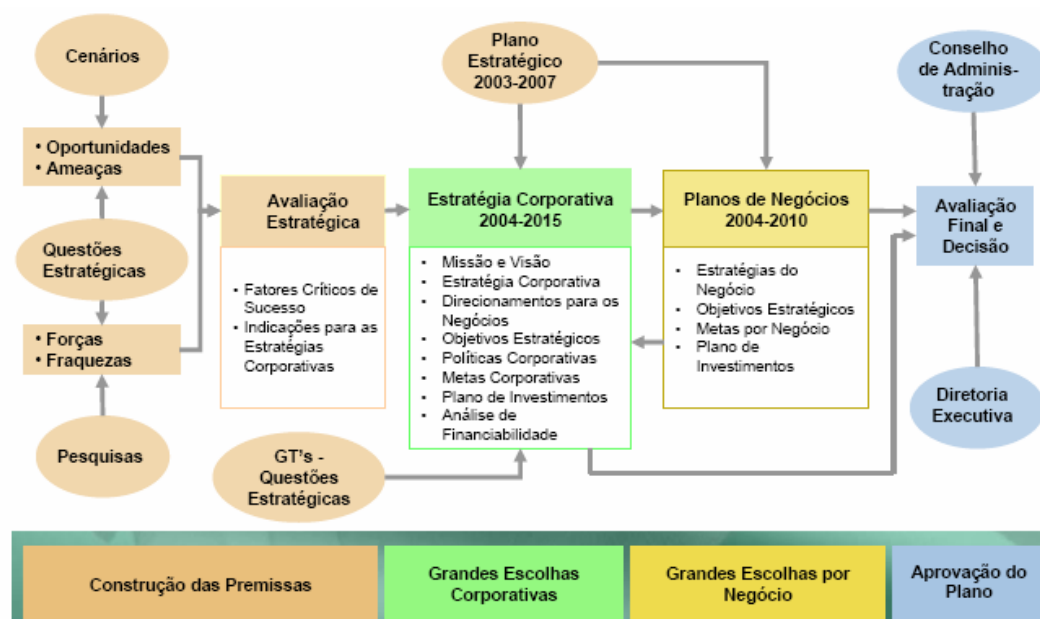 Cenários
• Oportunidades
• Ameaças
Questões
Estratégicas
• Forças
• Fraquezas
Pesquisas
Avaliação
Estratégica
• Fatores Críticos de
Sucesso
• Indicações para as
Estratégias
Corporativas
GT's -
Questões
Estratégicas
Plano
Estratégico
2003-2007
Estratégia Corporativa
2004-2015
• Missão e Visão
• Estratégia Corporativa
• Direcionamentos para os
Negócios
• Objetivos Estratégicos
• Políticas Corporativas
• Metas Corporativas
• Plano de Investimentos
• Análise de
Financiabilidade
Planos de Negócios
2004-2010
• Estratégias do
Negócio
• Objetivos Estratégicos
• Metas por Negócio
• Plano de
Investimentos
Conselho
de Adminis-
tração
Avaliação
Final e
Decisão
Diretoria
Executiva
Construção das Premissas
Grandes Escolhas
Corporativas
Grandes Escolhas por
Negócio
Aprovação do
Plano